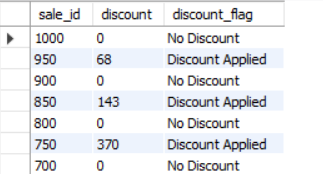 sale_id discount discount_flag
1000 0 No Discount
950 68 Discount Applied
900 0 No Discount
850 143 Discount Applied
800 0 No Discount
750 370 Discount Applied
700 0 No Discount